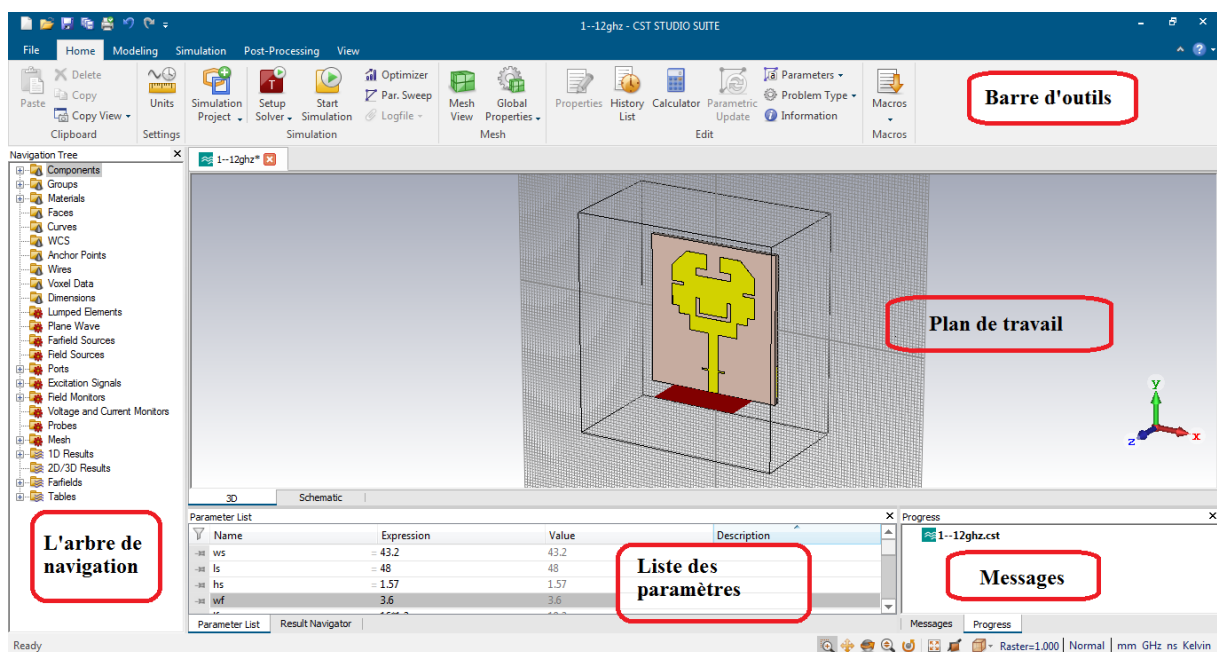 1--12ghz - CST STUDIO SUITE
File Home Modeling Simulation Post-Processing View
Paste
Delete
Copy
Copy View
Clipboard
Units
Settings
Simulation Project
Setup Solver
Start Simulation
Optimizer
Par. Sweep
Logfile
Simulation
Mesh View
Global Properties
Mesh
Properties
History List
Calculator
Parametric Update
Parameters
Problem Type
Information
Edit
Macros
Macros
Barre d'outils
Navigation Tree
Components
Groups
Materials
Faces
Curves
WCS
Anchor Points
Wires
Voxel Data
Dimensions
Lumped Elements
Plane Wave
Farfield Sources
Field Sources
Ports
Excitation Signals
Field Monitors
Voltage and Current Monitors
Probes
Mesh
1D Results
2D/3D Results
Farfields
Tables
L'arbre de
navigation
1--12ghz*
Plan de travail
y
z x
3D Schematic
Parameter List
Name Expression Value Description
ws = 43.2 43.2
ls = 48 48
hs = 1.57 1.57
wf 3.6 3.6
Liste des
paramètres
Parameter List Result Navigator
Progress
1--12ghz.cst
Messages
Messages Progress
Ready
Raster=1.000 Normal mm GHz ns Kelvin